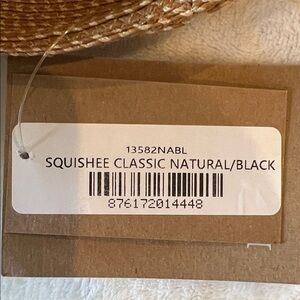 13582NABL
SQUISHEE CLASSIC NATURAL/BLACK
876172014448